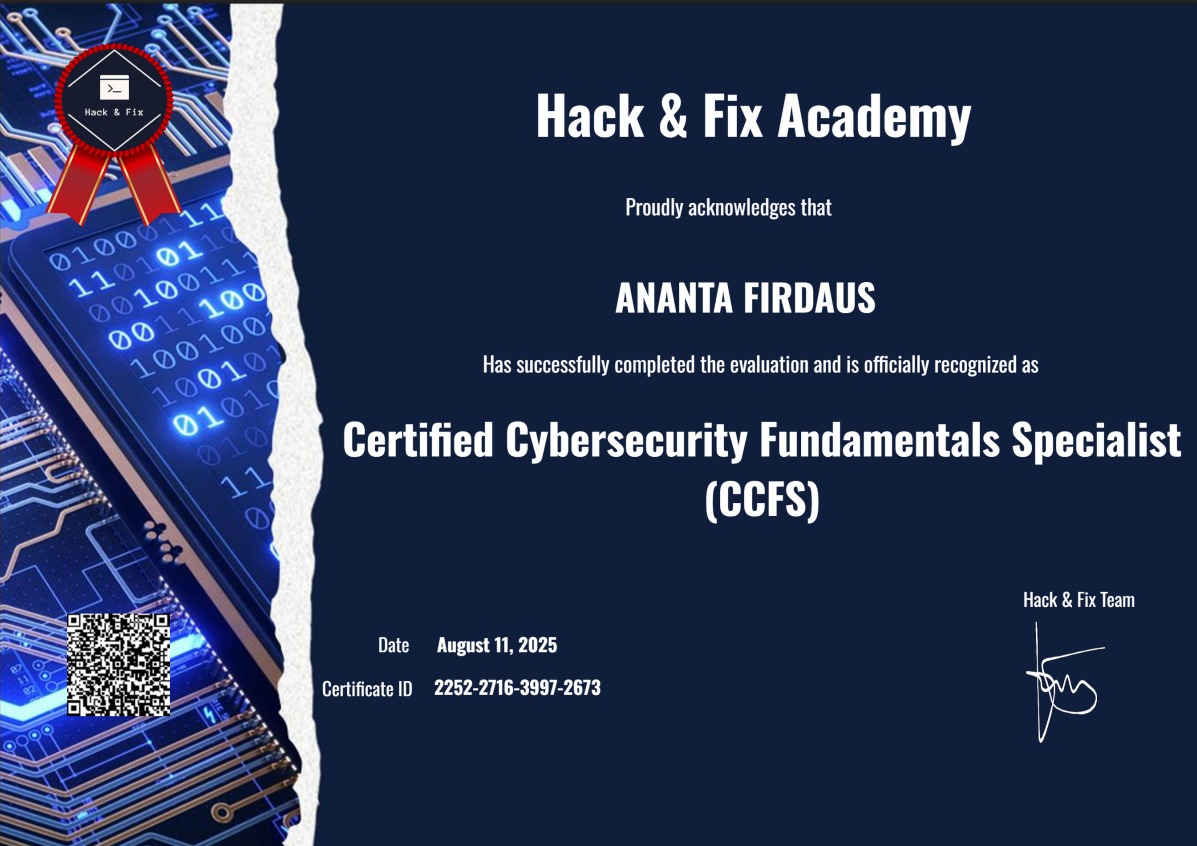 Hack & Fix
Hack & Fix Academy
Proudly acknowledges that
ANANTA FIRDAUS
Has successfully completed the evaluation and is officially recognized as
Certified Cybersecurity Fundamentals Specialist
(CCFS)
Hack & Fix Team
Date August 11, 2025
Certificate ID 2252-2716-3997-2673